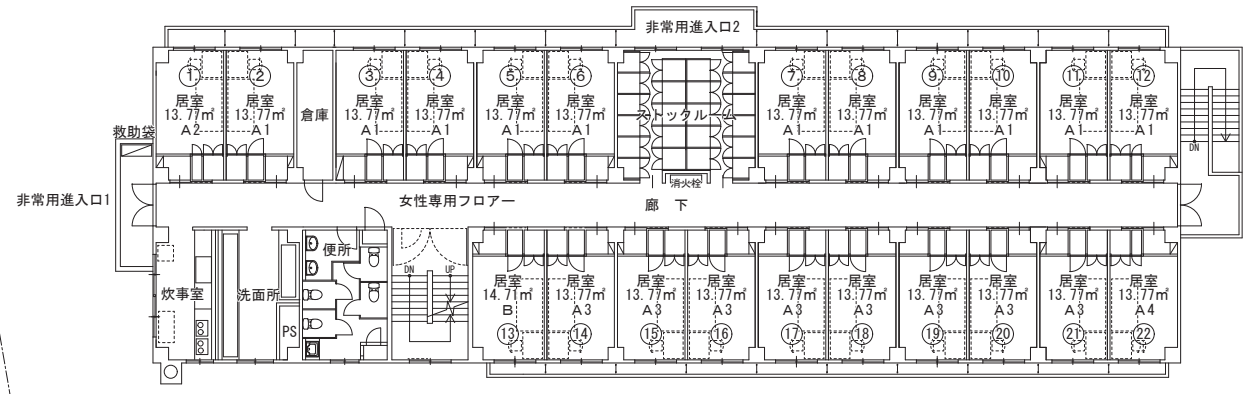 非常用進入口2
① ② ③ ④ ⑤ ⑥ ⑦ ⑧ ⑨ ⑩ ⑪ ⑫
居室 居室 倉庫 居室 居室 居室 居室 ストックルーム 居室 居室 居室 居室 居室 居室
13.77㎡ 13.77㎡ 13.77㎡ 13.77㎡ 13.77㎡ 13.77㎡ 13.77㎡ 13.77㎡ 13.77㎡ 13.77㎡ 13.77㎡ 13.77㎡
A2 A1 A1 A1 A1 A1 A1 A1 A1 A1 A1 A1
救助袋
DN
消火栓
非常用進入口1
女性専用フロアー
廊 下
便所
DN UP
炊事室 洗面所
PS
居室 居室 居室 居室 居室 居室 居室 居室 居室 居室
14.71㎡ 13.77㎡ 13.77㎡ 13.77㎡ 13.77㎡ 13.77㎡ 13.77㎡ 13.77㎡ 13.77㎡ 13.77㎡
B A3 A3 A3 A3 A3 A3 A3 A3 A4
⑬ ⑭ ⑮ ⑯ ⑰ ⑱ ⑲ ⑳ ㉑ ㉒